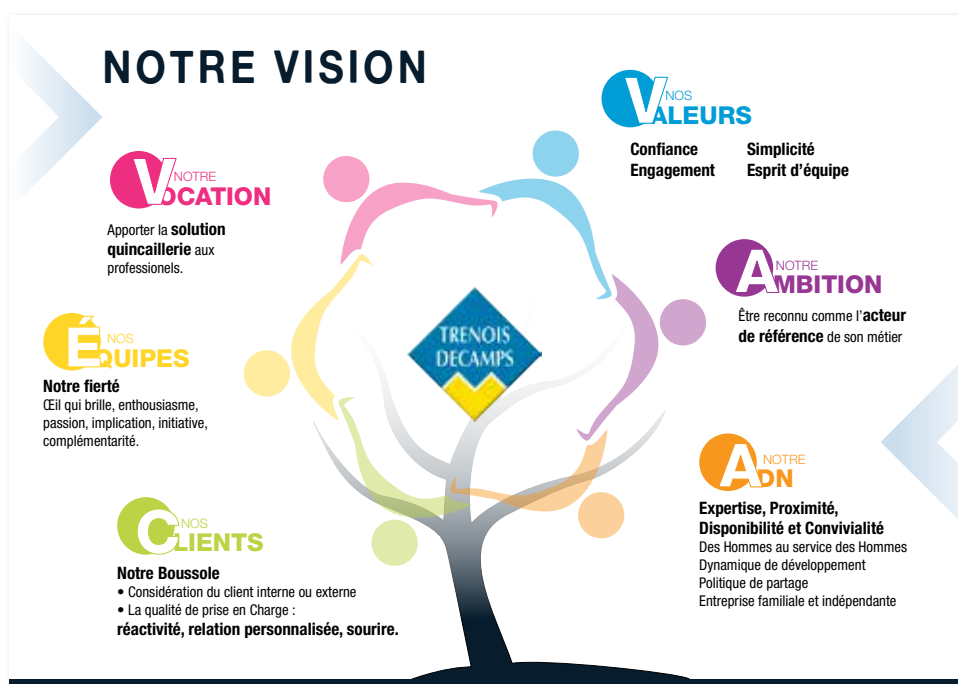 NOTRE VISION
NOS
VALEURS
Confiance
Engagement
Simplicité
Esprit d'équipe
NOTRE
VOCATION
Apporter la solution
quincaillerie aux
professionels.
NOTRE
AMBITION
Être reconnu comme l'acteur
de référence de son métier
TRENOIS
DECAMPS
NOS
ÉQUIPES
Notre fierté
Œil qui brille, enthousiasme,
passion, implication, initiative,
complémentarité.
NOTRE
ADN
Expertise, Proximité,
Disponibilité et Convivialité
Des Hommes au service des Hommes
Dynamique de développement
Politique de partage
Entreprise familiale et indépendante
NOS
CLIENTS
Notre Boussole
• Considération du client interne ou externe
• La qualité de prise en Charge :
réactivité, relation personnalisée, sourire.